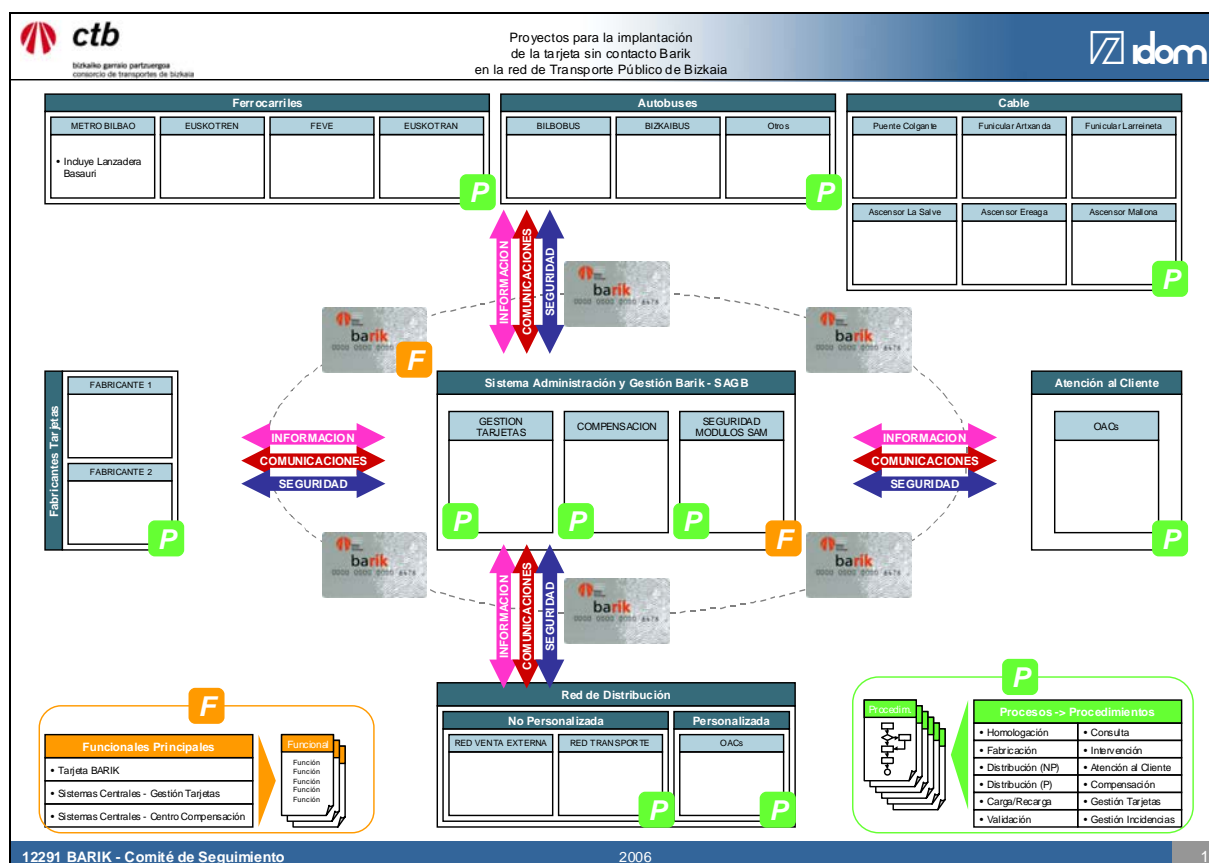 ctb
bizkaiko garraio partzuergoa
consorcio de transportes de bizkaia
Proyectos para la implantación
de la tarjeta sin contacto Barik
en la red de Transporte Público de Bizkaia
idom
Ferrocarriles
METRO BILBAO
EUSKOTREN
FEVE
EUSKOTRAN
• Incluye Lanzadera
Basauri
P
Autobuses
BILBOBUS
BIZKAIBUS
Otros
P
Cable
Puente Colgante
Funicular Artxanda
Funicular Larreineta
Ascensor La Salve
Ascensor Ereaga
Ascensor Mallona
P
INFORMACION
COMUNICACIONES
SEGURIDAD
barik
barik
F
barik
Fabricantes Tarjetas
FABRICANTE 1
FABRICANTE 2
P
INFORMACION
COMUNICACIONES
SEGURIDAD
Sistema Administración y Gestión Barik - SAGB
GESTION
TARJETAS
COMPENSACION
SEGURIDAD
MODULOS SAM
P
P
P
F
INFORMACION
COMUNICACIONES
SEGURIDAD
Atención al Cliente
OACs
P
barik
barik
barik
INFORMACION
COMUNICACIONES
SEGURIDAD
Red de Distribución
No Personalizada
Personalizada
RED VENTA EXTERNA
RED TRANSPORTE
OACs
P
P
F
Funcionales Principales
• Tarjeta BARIK
• Sistemas Centrales - Gestión Tarjetas
• Sistemas Centrales - Centro Compensación
Funcional
Función
Función
Función
Función
Función
P
Procedim.
Procesos -> Procedimientos
• Homologación
• Consulta
• Fabricación
• Intervención
• Distribución (NP)
• Atención al Cliente
• Distribución (P)
• Compensación
• Carga/Recarga
• Gestión Tarjetas
• Validación
• Gestión Incidencias
12291 BARIK - Comité de Seguimiento
2006
1